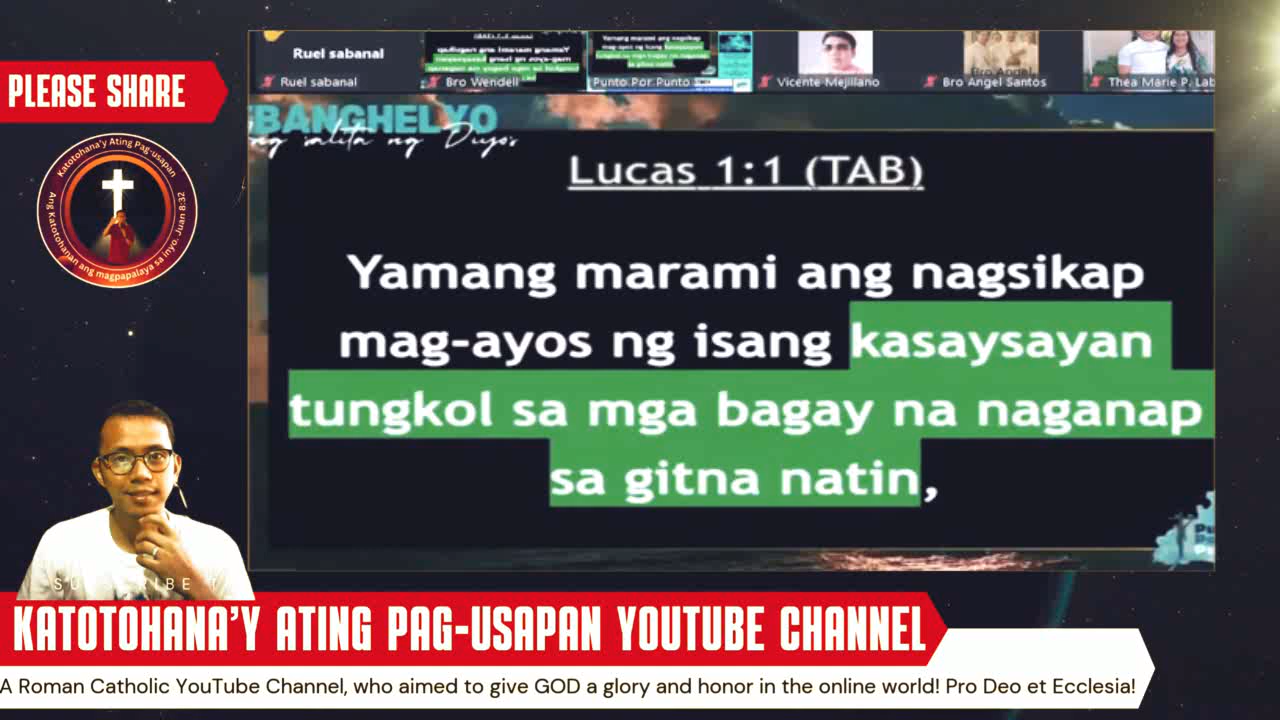 PLEASE SHARE
Katotohana'y Ating Pag-usapan
Ang Katotohanan ang magpapalaya sa inyo. Juan 8:32
Ruel sabanal
Ruel sabanal
Bro Wendell
Punto Por Punto
Vicente Mejillano
Bro Angel Santos
Thea Marie P. Lab
EBANGHELYO
ng salita ng Diyos
Lucas 1:1 (TAB)
Yamang marami ang nagsikap
mag-ayos ng isang kasaysayan
tungkol sa mga bagay na naganap
sa gitna natin,
KATOTOHANA'Y ATING PAG-USAPAN YOUTUBE CHANNEL
A Roman Catholic YouTube Channel, who aimed to give GOD a glory and honor in the online world! Pro Deo et Ecclesia!